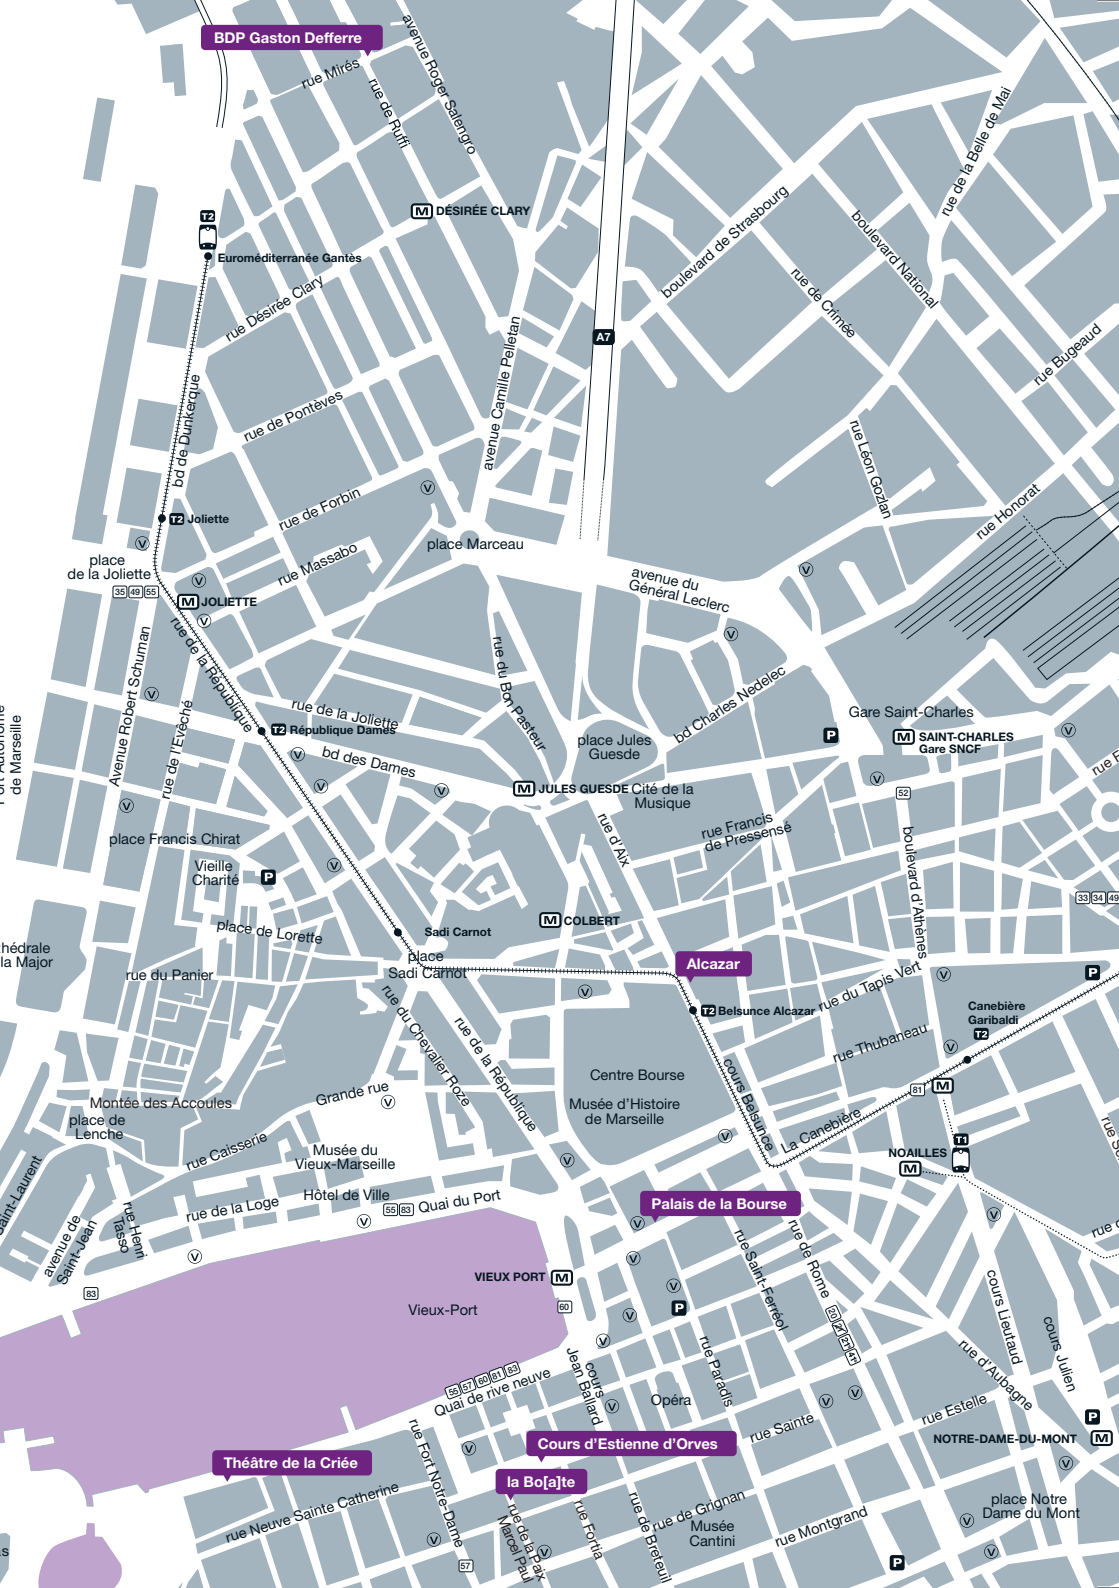 BDP Gaston Defferre
rue Mirés
rue de Ruffi
avenue Roger Salengro
rue de la Belle de Mai
T2
M DÉSIRÉE CLARY
boulevard de Strasbourg
boulevard National
Euroméditerranée Gantès
rue Désirée Clary
rue de Crimée
A7
avenue Camille Pelletan
rue Bugeaud
bd de Dunkerque
rue de Pontèves
rue Léon Gozlan
V
rue de Forbin
rue Honorat
T2 Joliette
V
place Marceau
place
de la Joliette
rue Massabo
V
V
avenue du
Général Leclerc
35 49 55
M JOLIETTE
V
V
rue de la République
Avenue Robert Schuman
rue de l'Evêché
rue du Bon Pasteur
bd Charles Nedelec
V
de Marseille
rue de la Joliette
T2 République Dames
Gare Saint-Charles
P
M SAINT-CHARLES
Gare SNCF
V
place Jules
Guesde
V
bd des Dames
V
V
V
M JULES GUESDE
Cité de la
Musique
V
52
V
rue d'Aix
rue Francis
de Pressensé
boulevard d'Athènes
place Francis Chirat
Vieille
Charité
P
V
33 34 49
M COLBERT
place de Lorette
Sadi Carnot
place
Sadi Carnot
la Major
rue du Panier
Alcazar
V
P
rue du Tapis Vert
V
T2 Belsunce Alcazar
Canebière
Garibaldi
T2
rue du Chevalier Roze
rue de la République
rue Thubaneau
V
Centre Bourse
cours Belsunce
81
M
Grande rue
V
Montée des Accoules
place de
Lenche
Musée d'Histoire
de Marseille
V
La Canebière
T1
rue Caisserie
Musée du
Vieux-Marseille
V
NOAILLES
M
Hôtel de Ville
55 83
Quai du Port
V
rue de la Loge
Palais de la Bourse
V
V
rue Henri
Tasso
avenue de
Saint-Jean
V
rue Saint-Ferréol
rue de Rome
V
83
VIEUX PORT M
V
Vieux-Port
60
P
V
cours Lieutaud
cours Julien
20 21 21 41
V
rue Paradis
rue d'Aubagne
55 57 60 81 83
Quai de rive neuve
cours
Jean Ballard
V
Opéra
V
V
rue Estelle
P
rue Sainte
NOTRE-DAME-DU-MONT M
Cours d'Estienne d'Orves
V
Théâtre de la Criée
rue Fort Notre-Dame
V
la Bo[a]te
rue Neuve Sainte Catherine
rue de la Paix
Marcel Paul
rue Fortia
rue de Breteuil
rue de Grignan
Musée
Cantini
rue Montgrand
place Notre
Dame du Mont
V
V
V
57
V
P